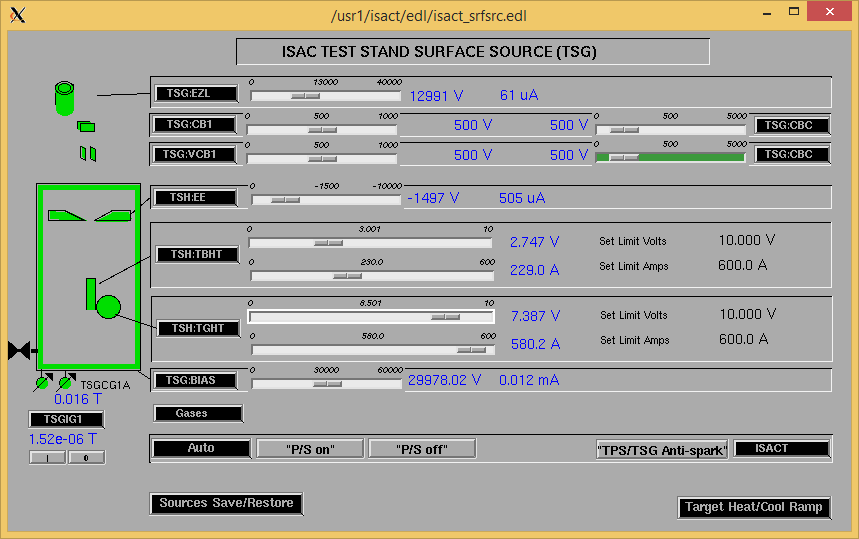 /usr1/isact/edl/isact_srfsrc.edl
ISAC TEST STAND SURFACE SOURCE (TSG)
0 13000 40000
TSG:EZL 12991 V 61 uA
0 500 1000 0 500 5000
TSG:CB1 500 V 500 V TSG:CBC
0 500 1000 0 500 5000
TSG:VCB1 500 V 500 V TSG:CBC
0 -1500 -10000
TSH:EE -1497 V 505 uA
0 3.001 10
2.747 V Set Limit Volts 10.000 V
TSH:TBHT
0 230.0 600
229.0 A Set Limit Amps 600.0 A
0 8.501 10
7.387 V Set Limit Volts 10.000 V
TSH:TGHT
0 580.0 600
580.2 A Set Limit Amps 600.0 A
0 30000 60000
TSG:BIAS 29978.02 V 0.012 mA
TSGCG1A
0.016 T
Gases
TSGIG1
1.52e-06 T
I 0
Auto "P/S on" "P/S off" "TPS/TSG Anti-spark" ISACT
Sources Save/Restore Target Heat/Cool Ramp